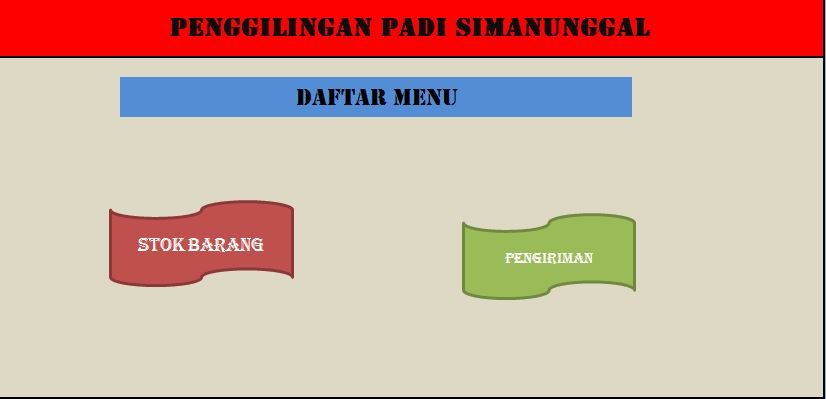 PENGGILINGAN PADI SIMANUNGGAL
DAFTAR MENU
STOK BARANG
PENGIRIMAN